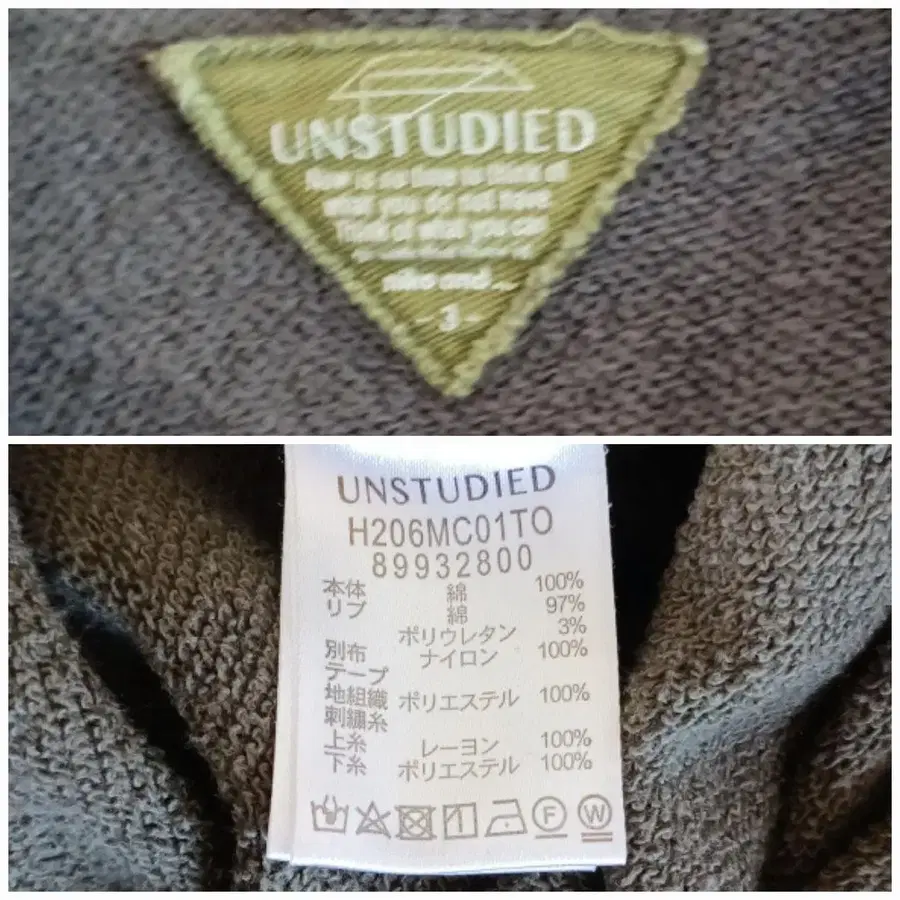 UNSTUDIED
Now is no time to think of
what you do not have
Think of what you can
niko and...
- 3 -
UNSTUDIED
H206MC01TO
89932800
本体 綿 100%
リブ 綿 97%
ポリウレタン 3%
別布 ナイロン 100%
テープ
地組織 ポリエステル 100%
刺繍糸
上糸 レーヨン 100%
下糸 ポリエステル 100%
F W